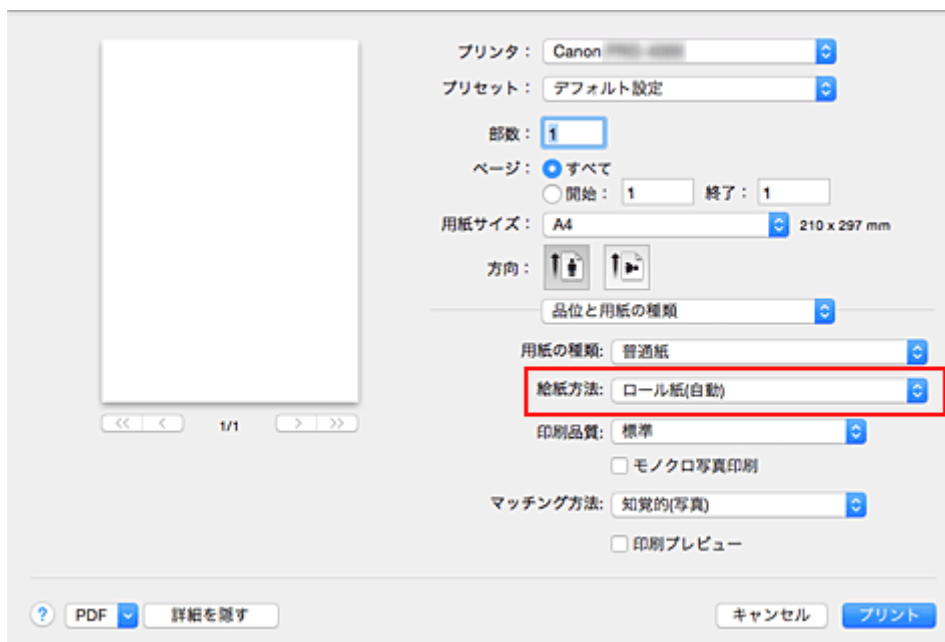 プリンタ： Canon
プリセット： デフォルト設定
部数： 1
ページ： すべて
開始： 1 終了： 1
用紙サイズ： A4 210 x 297 mm
方向：
品位と用紙の種類
用紙の種類: 普通紙
給紙方法: ロール紙(自動)
印刷品質: 標準
モノクロ写真印刷
マッチング方法: 知覚的(写真)
印刷プレビュー
<< < 1/1 > >>
? PDF 詳細を隠す キャンセル プリント